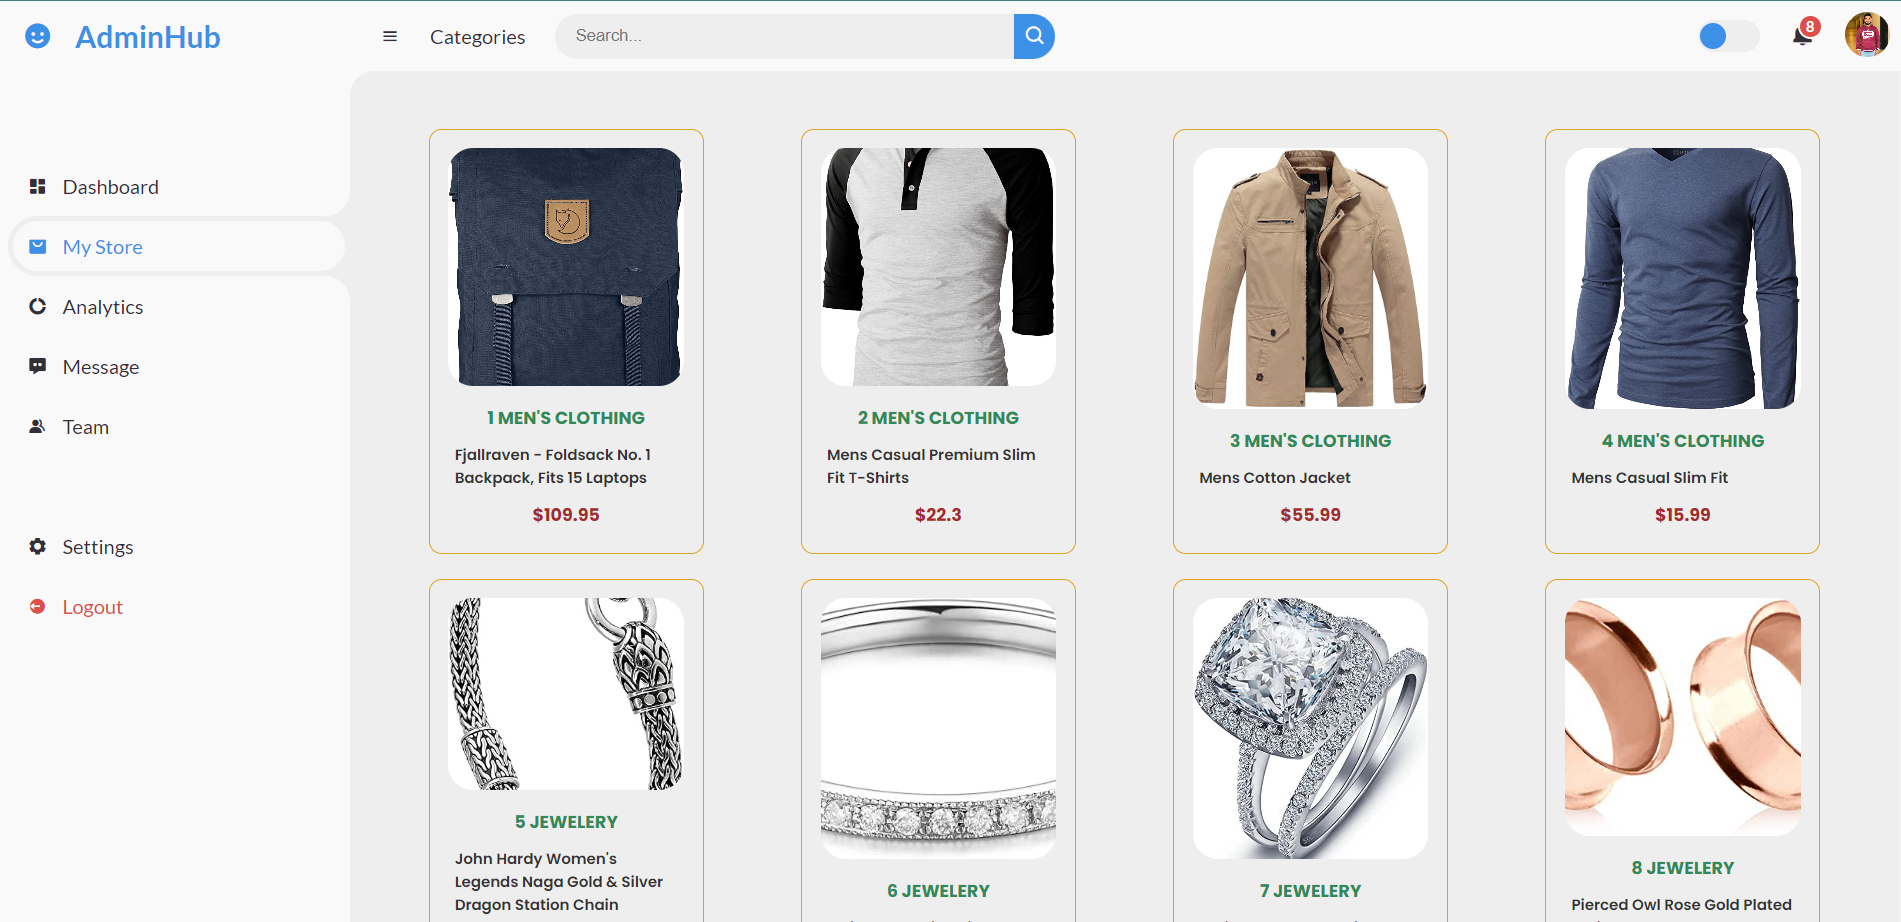 AdminHub
Categories
Search...
8
Dashboard
My Store
Analytics
Message
Team
Settings
Logout
1 MEN'S CLOTHING
Fjallraven - Foldsack No. 1
Backpack, Fits 15 Laptops
$109.95
2 MEN'S CLOTHING
Mens Casual Premium Slim
Fit T-Shirts
$22.3
3 MEN'S CLOTHING
Mens Cotton Jacket
$55.99
4 MEN'S CLOTHING
Mens Casual Slim Fit
$15.99
5 JEWELERY
John Hardy Women's
Legends Naga Gold & Silver
Dragon Station Chain
6 JEWELERY
7 JEWELERY
8 JEWELERY
Pierced Owl Rose Gold Plated